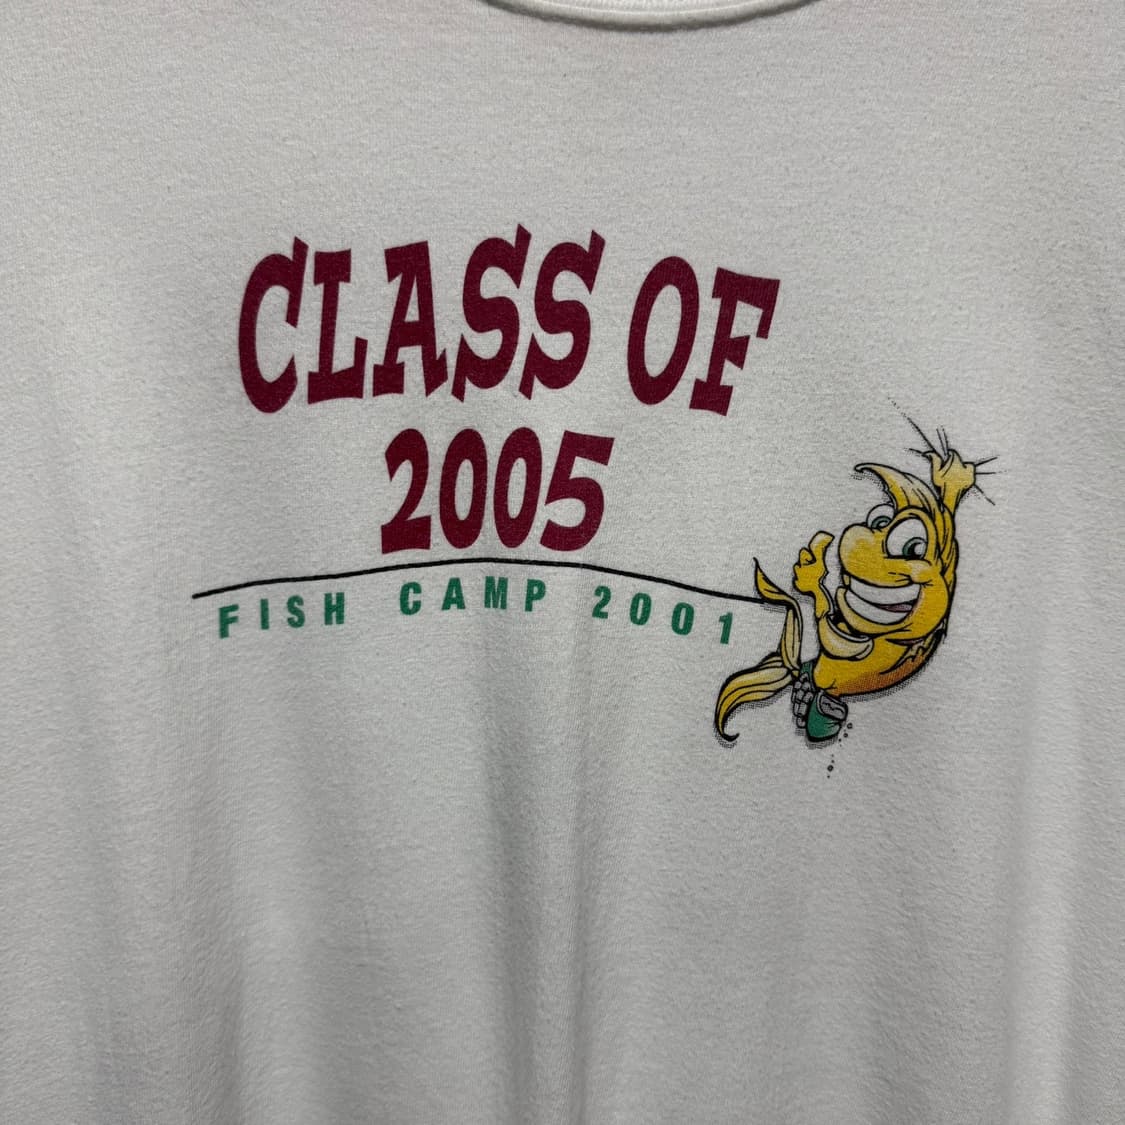 CLASS OF
2005
FISH CAMP 2001